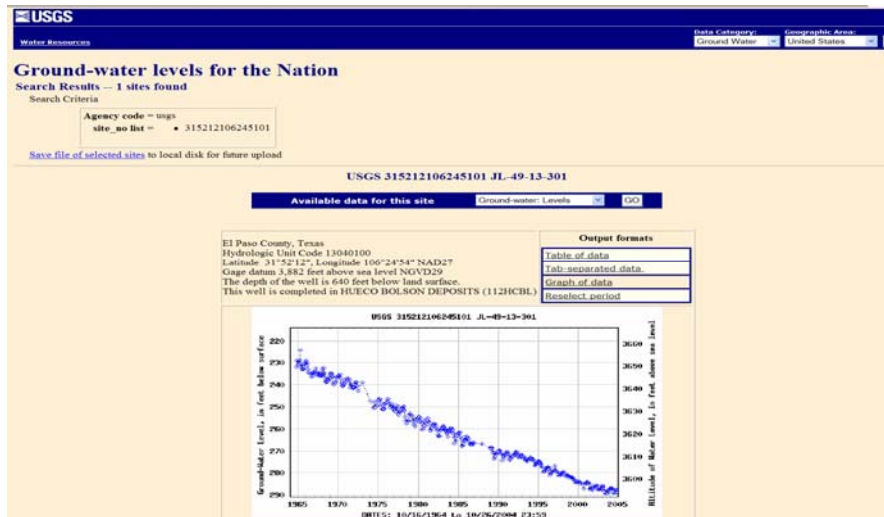 USGS
Water Resources
Data Category:
Ground Water
Geographic Area:
United States
Ground-water levels for the Nation
Search Results -- 1 sites found
Search Criteria
Agency code = usgs
site_no list =
• 315212106245101
Save file of selected sites to local disk for future upload
USGS 315212106245101 JL-49-13-301
Available data for this site
Ground-water: Levels
GO
El Paso County, Texas
Hydrologic Unit Code 13040100
Latitude 31°52'12", Longitude 106°24'54" NAD27
Gage datum 3,882 feet above sea level NGVD29
The depth of the well is 640 feet below land surface.
This well is completed in HUECO BOLSON DEPOSITS (112HCBL)
Output formats
Table of data
Tab-separated data
Graph of data
Reselect period
USGS 315212106245101 JL-49-13-301
Ground-Water Level, in feet below surface
220
230
240
250
260
270
280
290
3660
3650
3640
3630
3620
3610
3600
Altitude of Water Level, in feet above sea level
1965 1970 1975 1980 1985 1990 1995 2000 2005
DATES: 10/16/1964 to 10/26/2004 23:59